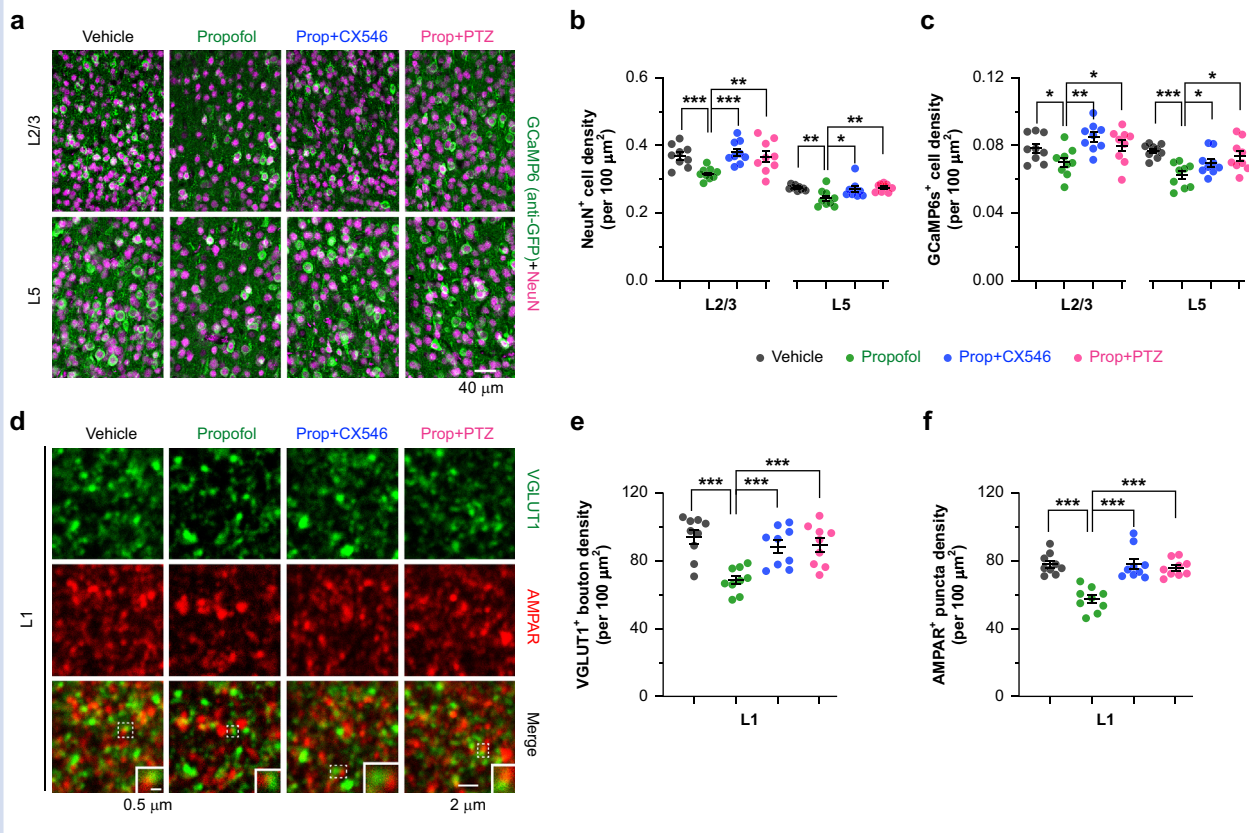 a
Vehicle Propofol Prop+CX546 Prop+PTZ
L2/3
L5
GCaMP6 (anti-GFP)+NeuN
40 μm
b
NeuN⁺ cell density
(per 100 μm²)
0.6
0.4
0.2
0.0
*** *** **
** * **
L2/3 L5
c
GCaMP6s⁺ cell density
(per 100 μm²)
0.12
0.08
0.04
0.00
* ** *
*** * *
L2/3 L5
Vehicle Propofol Prop+CX546 Prop+PTZ
d
Vehicle Propofol Prop+CX546 Prop+PTZ
L1
VGLUT1
AMPAR
Merge
0.5 μm 2 μm
e
VGLUT1⁺ bouton density
(per 100 μm²)
120
80
40
0
*** *** ***
L1
f
AMPAR⁺ puncta density
(per 100 μm²)
120
80
40
0
*** *** ***
L1